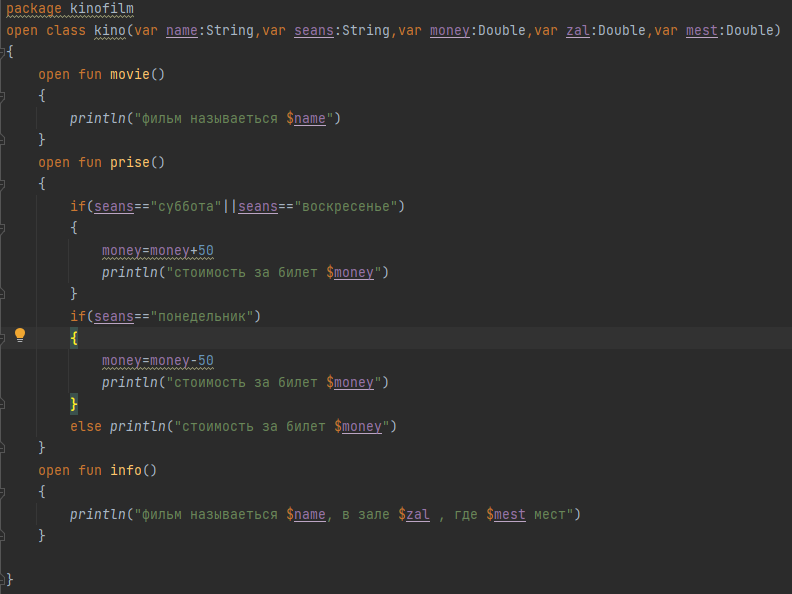 package kinofilm
open class kino(var name:String,var seans:String,var money:Double,var zal:Double,var mest:Double)
{
    open fun movie()
    {
        println("фильм называеться $name")
    }
    open fun prise()
    {
        if(seans=="суббота"||seans=="воскресенье")
        {
            money=money+50
            println("стоимость за билет $money")
        }
        if(seans=="понедельник")
        {
            money=money-50
            println("стоимость за билет $money")
        }
        else println("стоимость за билет $money")
    }
    open fun info()
    {
        println("фильм называеться $name, в зале $zal , где $mest мест")
    }
}